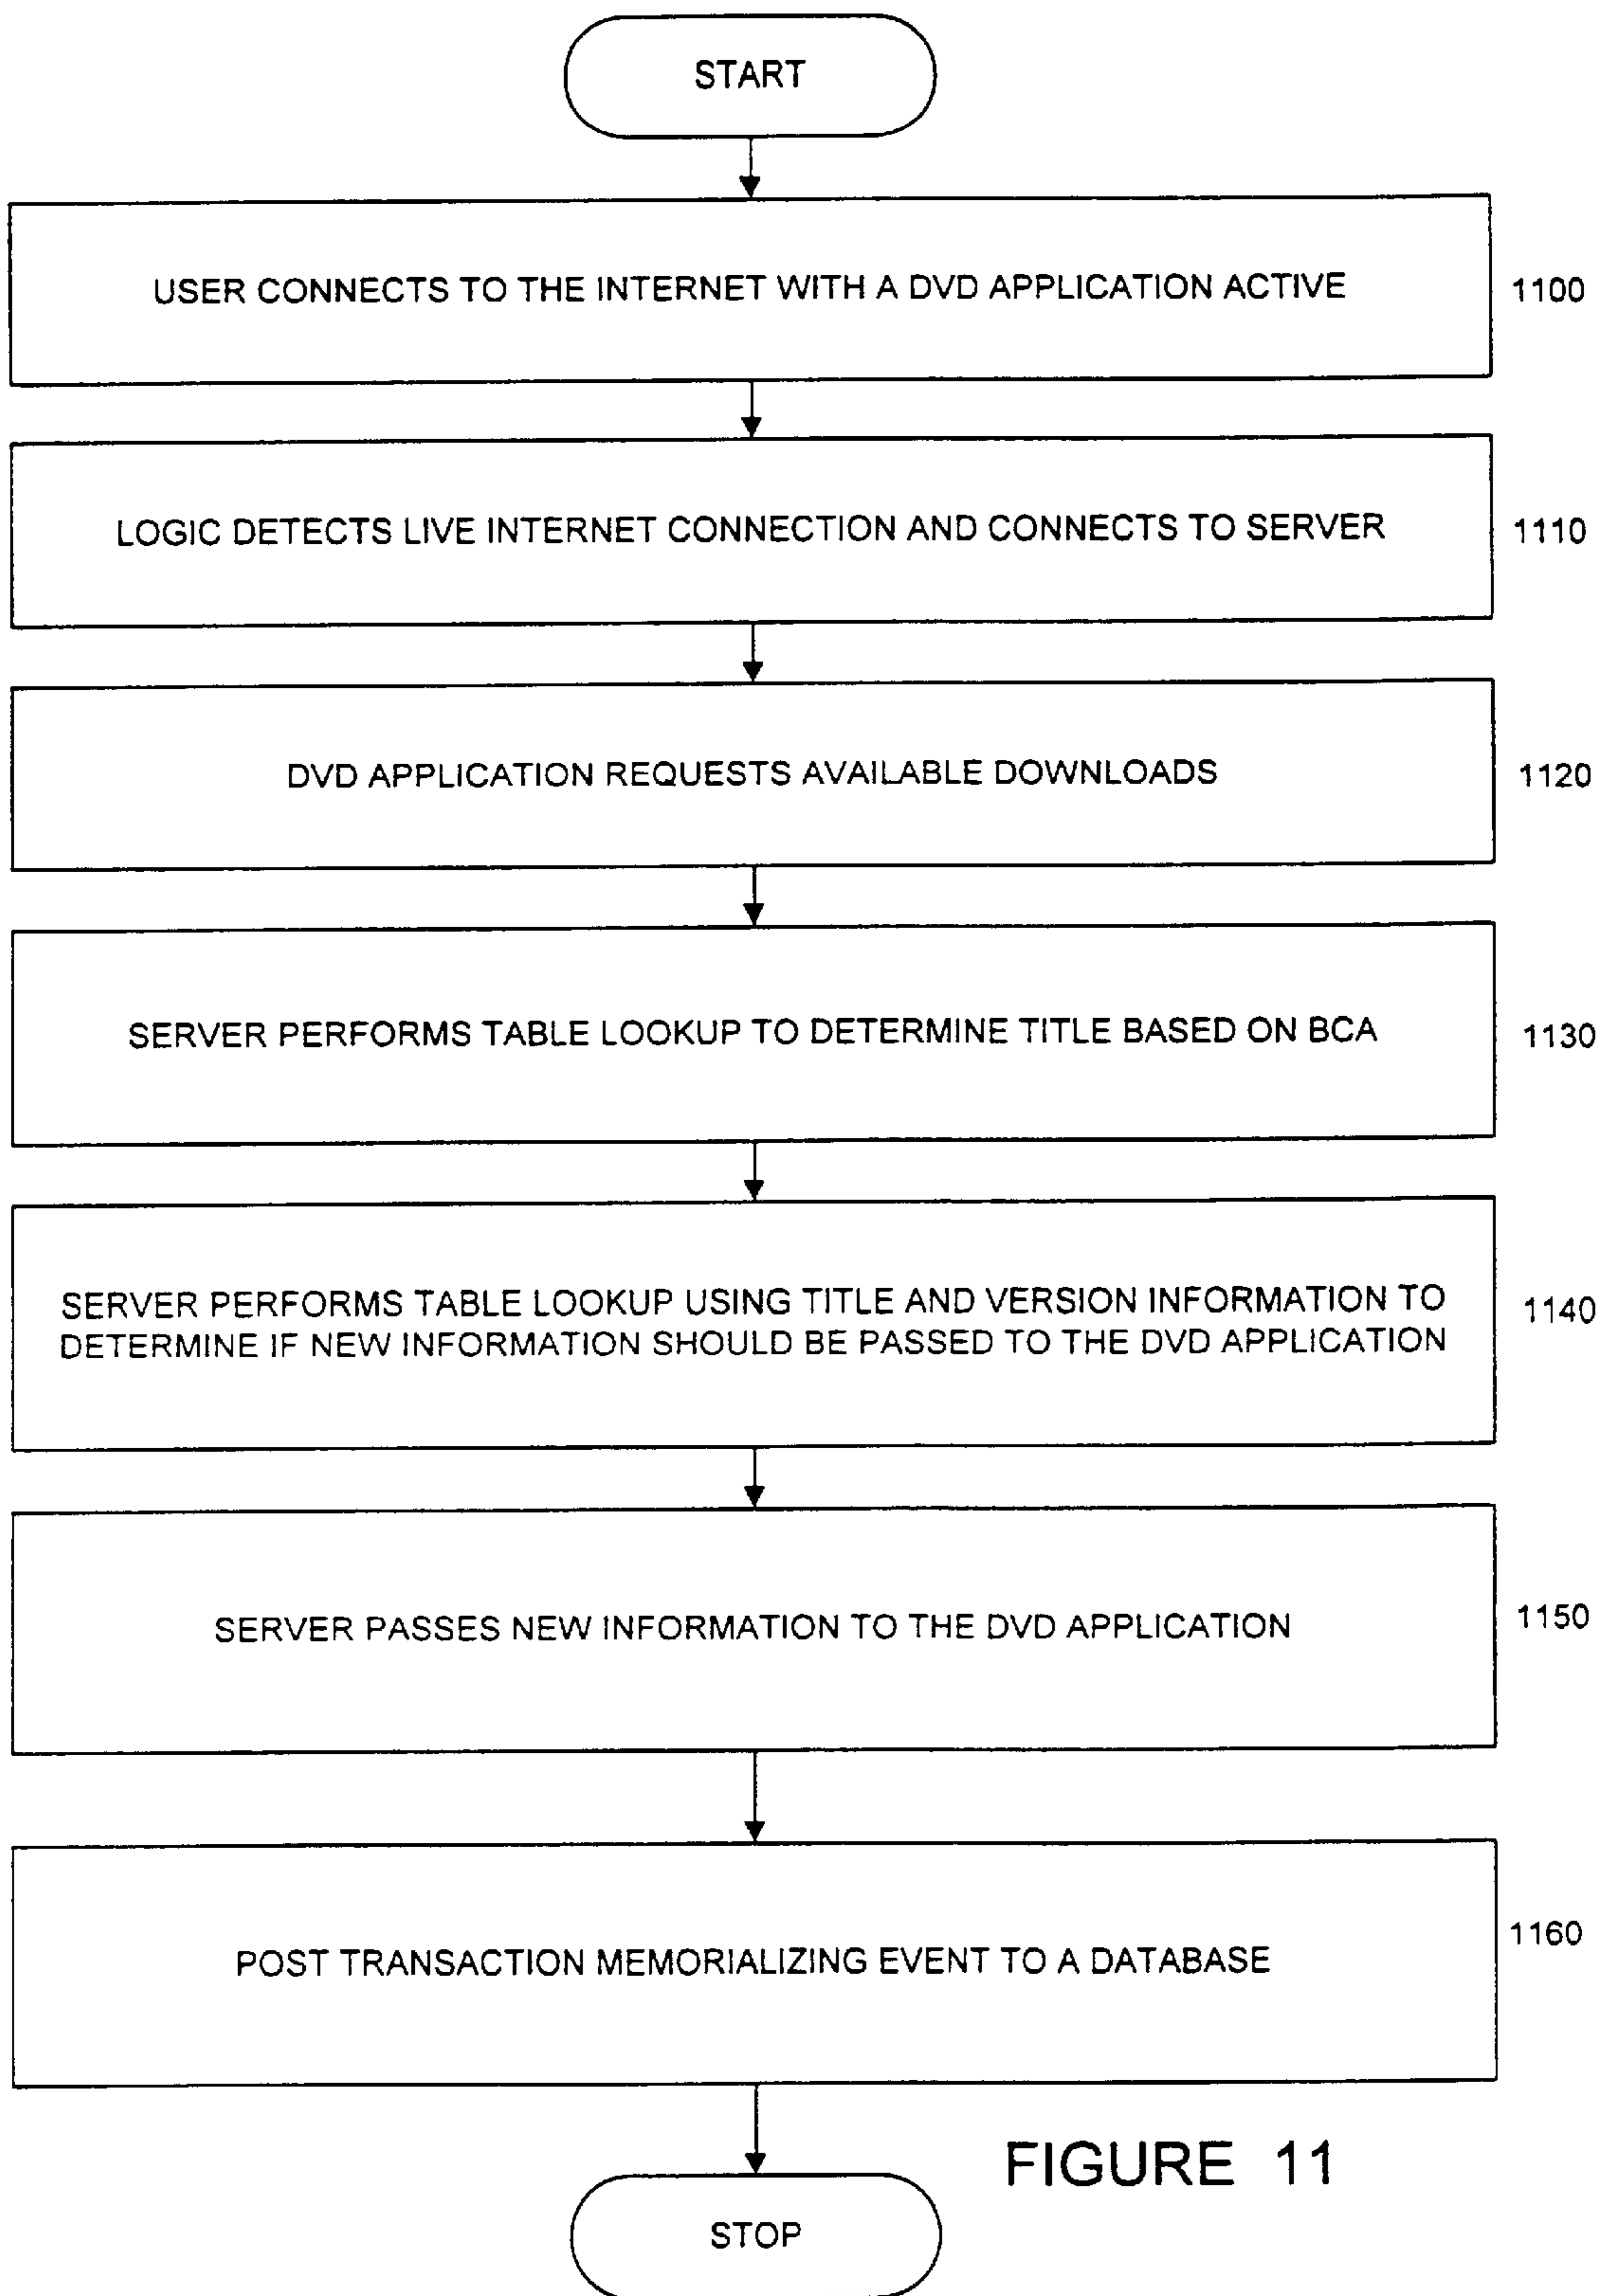 START
USER CONNECTS TO THE INTERNET WITH A DVD APPLICATION ACTIVE
1100
LOGIC DETECTS LIVE INTERNET CONNECTION AND CONNECTS TO SERVER
1110
DVD APPLICATION REQUESTS AVAILABLE DOWNLOADS
1120
SERVER PERFORMS TABLE LOOKUP TO DETERMINE TITLE BASED ON BCA
1130
SERVER PERFORMS TABLE LOOKUP USING TITLE AND VERSION INFORMATION TO
DETERMINE IF NEW INFORMATION SHOULD BE PASSED TO THE DVD APPLICATION
1140
SERVER PASSES NEW INFORMATION TO THE DVD APPLICATION
1150
POST TRANSACTION MEMORIALIZING EVENT TO A DATABASE
1160
FIGURE 11
STOP